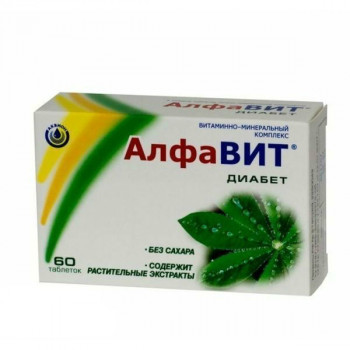 ВИТАМИННО-МИНЕРАЛЬНЫЙ
КОМПЛЕКС
АлфаВИТ®
ДИАБЕТ
• БЕЗ САХАРА
• СОДЕРЖИТ
РАСТИТЕЛЬНЫЕ ЭКСТРАКТЫ
60
таблеток